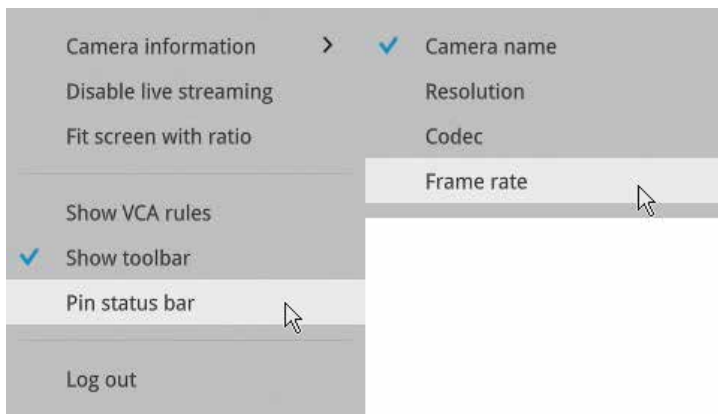 Camera information
Disable live streaming
Fit screen with ratio
Show VCA rules
Show toolbar
Pin status bar
Log out
Camera name
Resolution
Codec
Frame rate